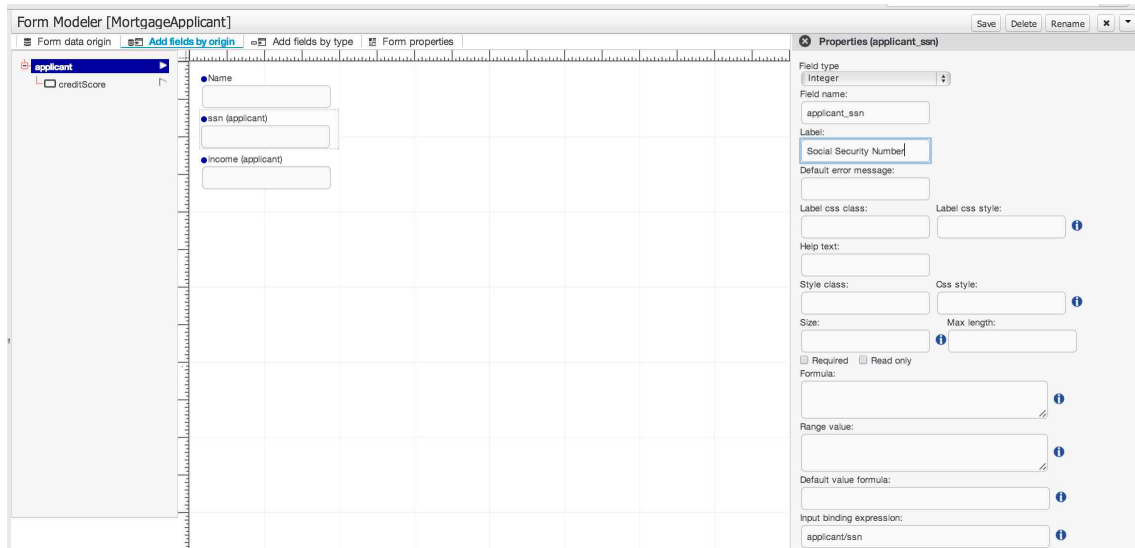 Form Modeler [MortgageApplicant]
Save Delete Rename
Form data origin Add fields by origin Add fields by type Form properties
Properties (applicant_ssn)
applicant
creditScore
Name
ssn (applicant)
income (applicant)
Field type
Integer
Field name:
applicant_ssn
Label:
Social Security Number
Default error message:
Label css class: Label css style:
Help text:
Style class: Css style:
Size: Max length:
Required Read only
Formula:
Range value:
Default value formula:
Input binding expression:
applicant/ssn